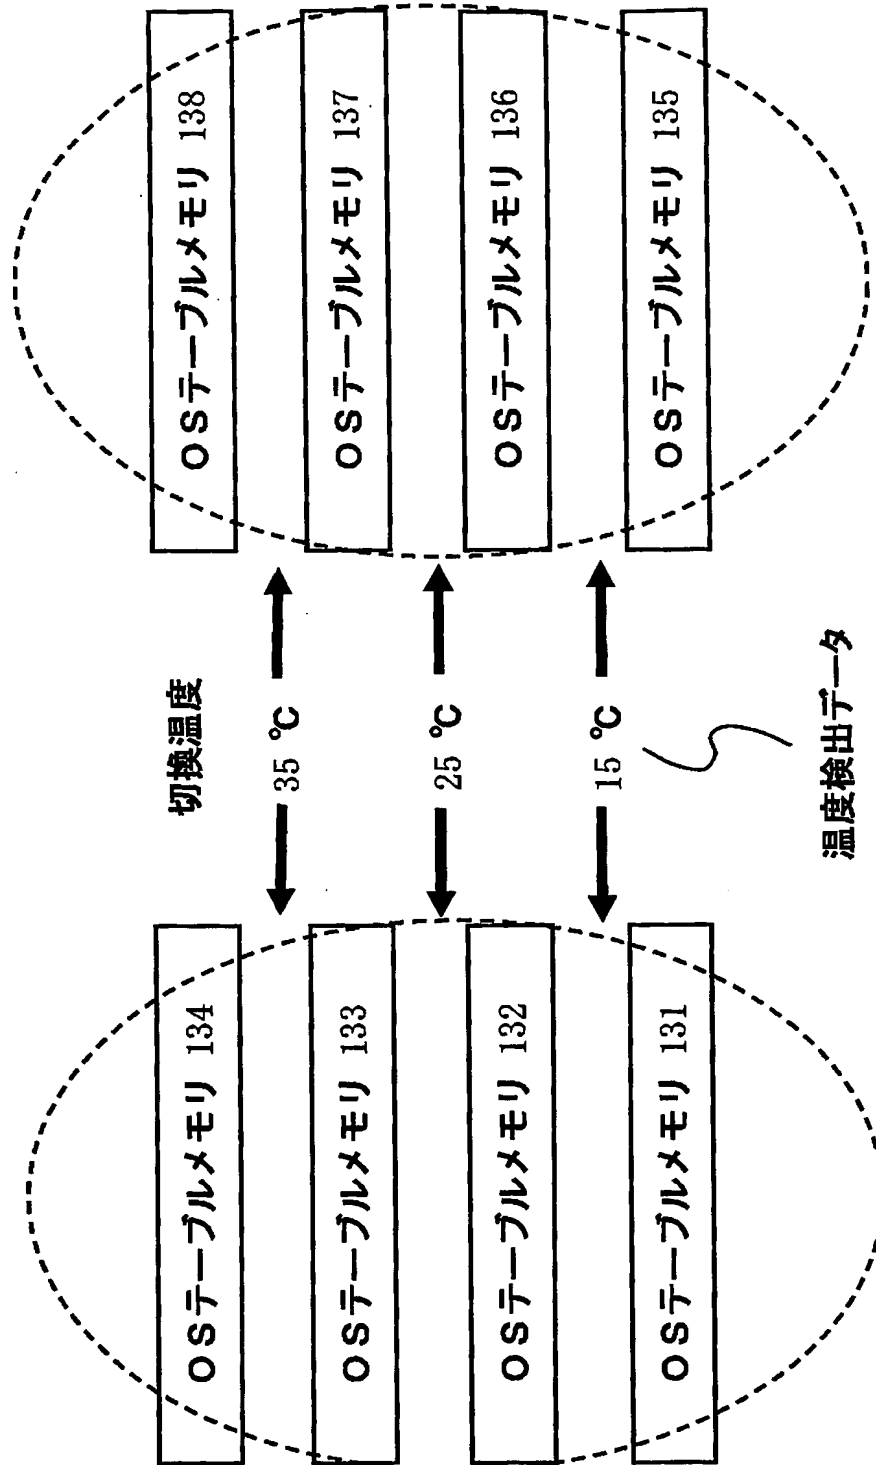 OSテーブルメモリ 134
切換温度
OSテーブルメモリ 138
35 ℃
OSテーブルメモリ 133
OSテーブルメモリ 137
25 ℃
OSテーブルメモリ 132
OSテーブルメモリ 136
15 ℃
OSテーブルメモリ 131
OSテーブルメモリ 135
温度検出データ